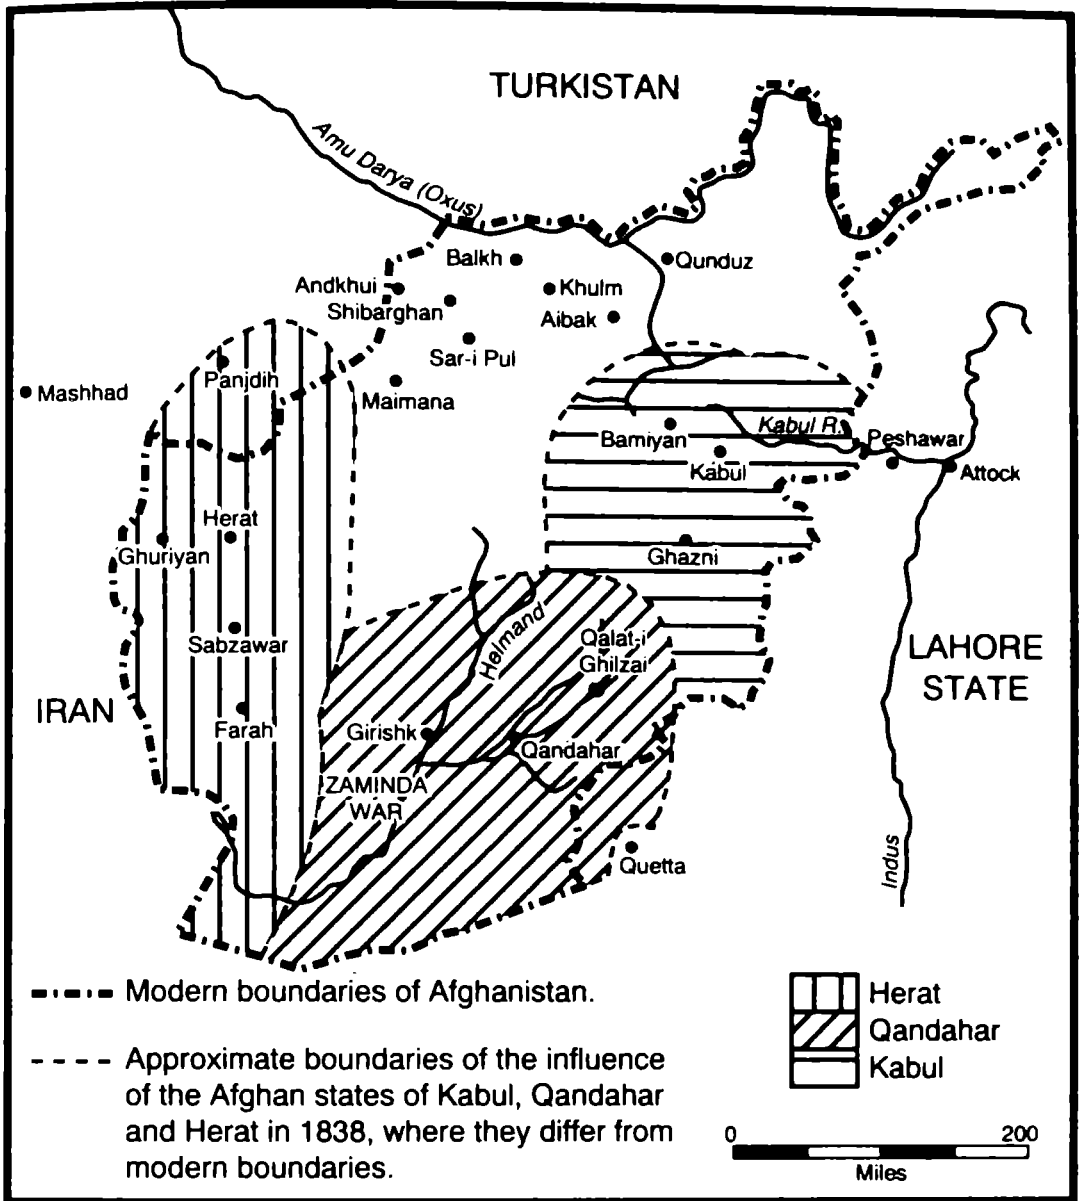 TURKISTAN
Amu Darya (Oxus)
Balkh
Qunduz
Andkhui
Khulm
Shibarghan
Aibak
Sar-i Pul
Panjdih
Mashhad
Maimana
Kabul R.
Bamiyan
Peshawar
Kabul
Attock
Herat
Ghuriyan
Ghazni
Helmand
Qalat-i
Ghilzai
Sabzawar
LAHORE
STATE
IRAN
Farah
Girishk
Qandahar
ZAMINDA
WAR
Quetta
Indus
Modern boundaries of Afghanistan.
Approximate boundaries of the influence
of the Afghan states of Kabul, Qandahar
and Herat in 1838, where they differ from
modern boundaries.
Herat
Qandahar
Kabul
0 200
Miles